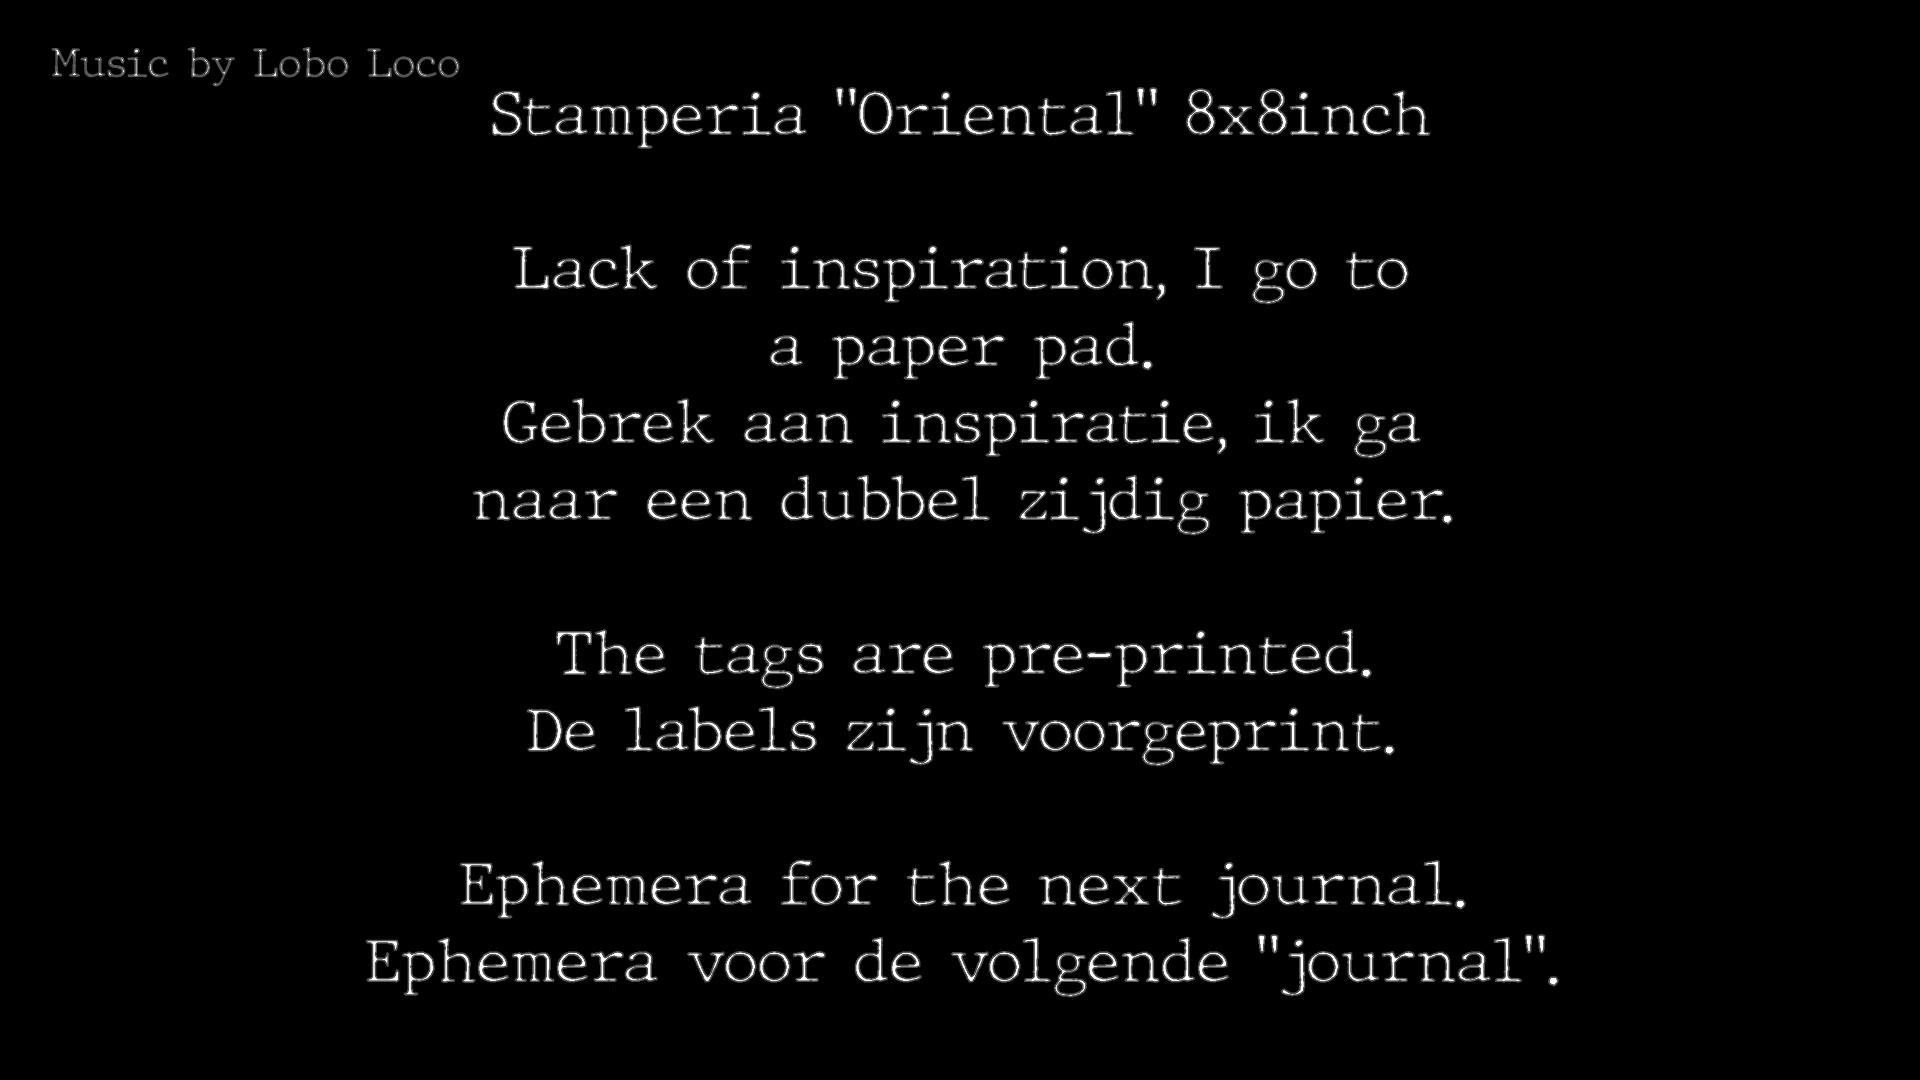 Music by Lobo Loco
Stamperia "Oriental" 8x8inch
Lack of inspiration, I go to
a paper pad.
Gebrek aan inspiratie, ik ga
naar een dubbel zijdig papier.
The tags are pre-printed.
De labels zijn voorgeprint.
Ephemera for the next journal.
Ephemera voor de volgende "journal".